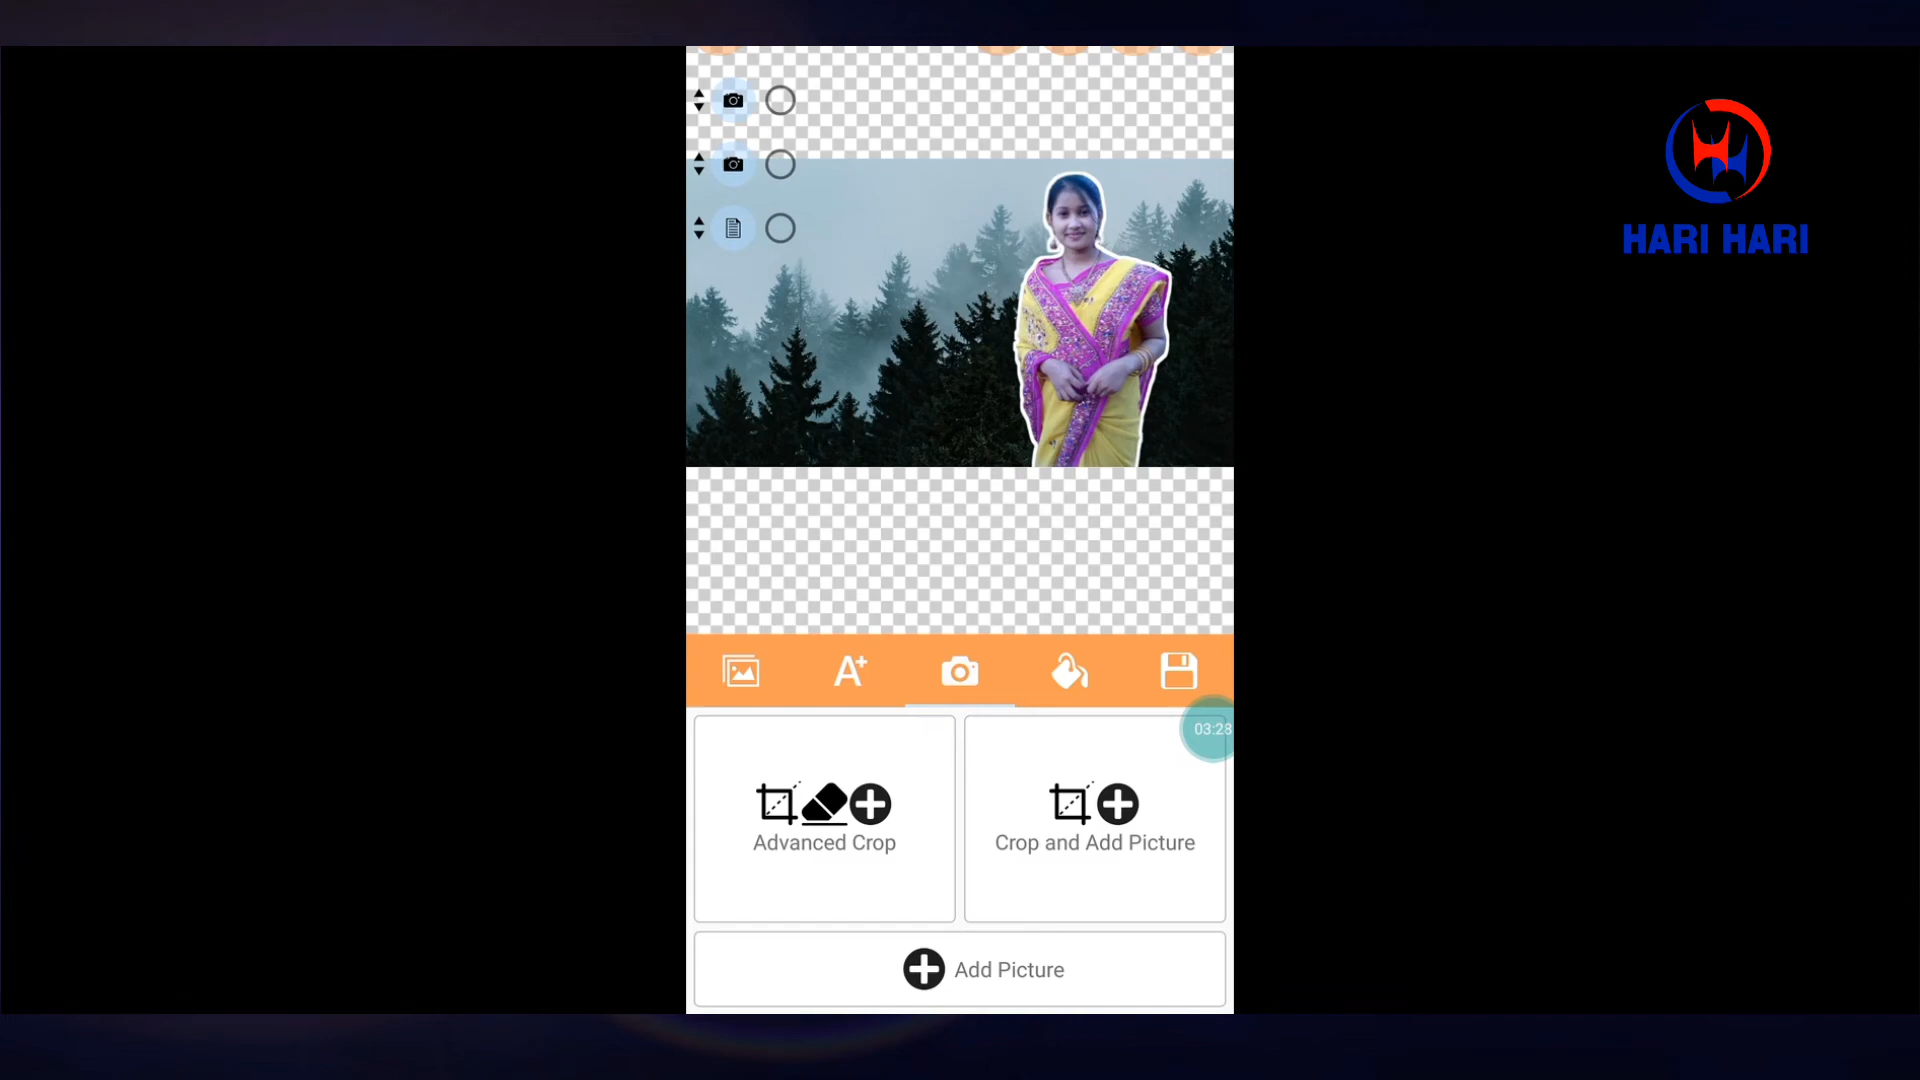 HARI HARI
A+
03:28
Advanced Crop
Crop and Add Picture
Add Picture